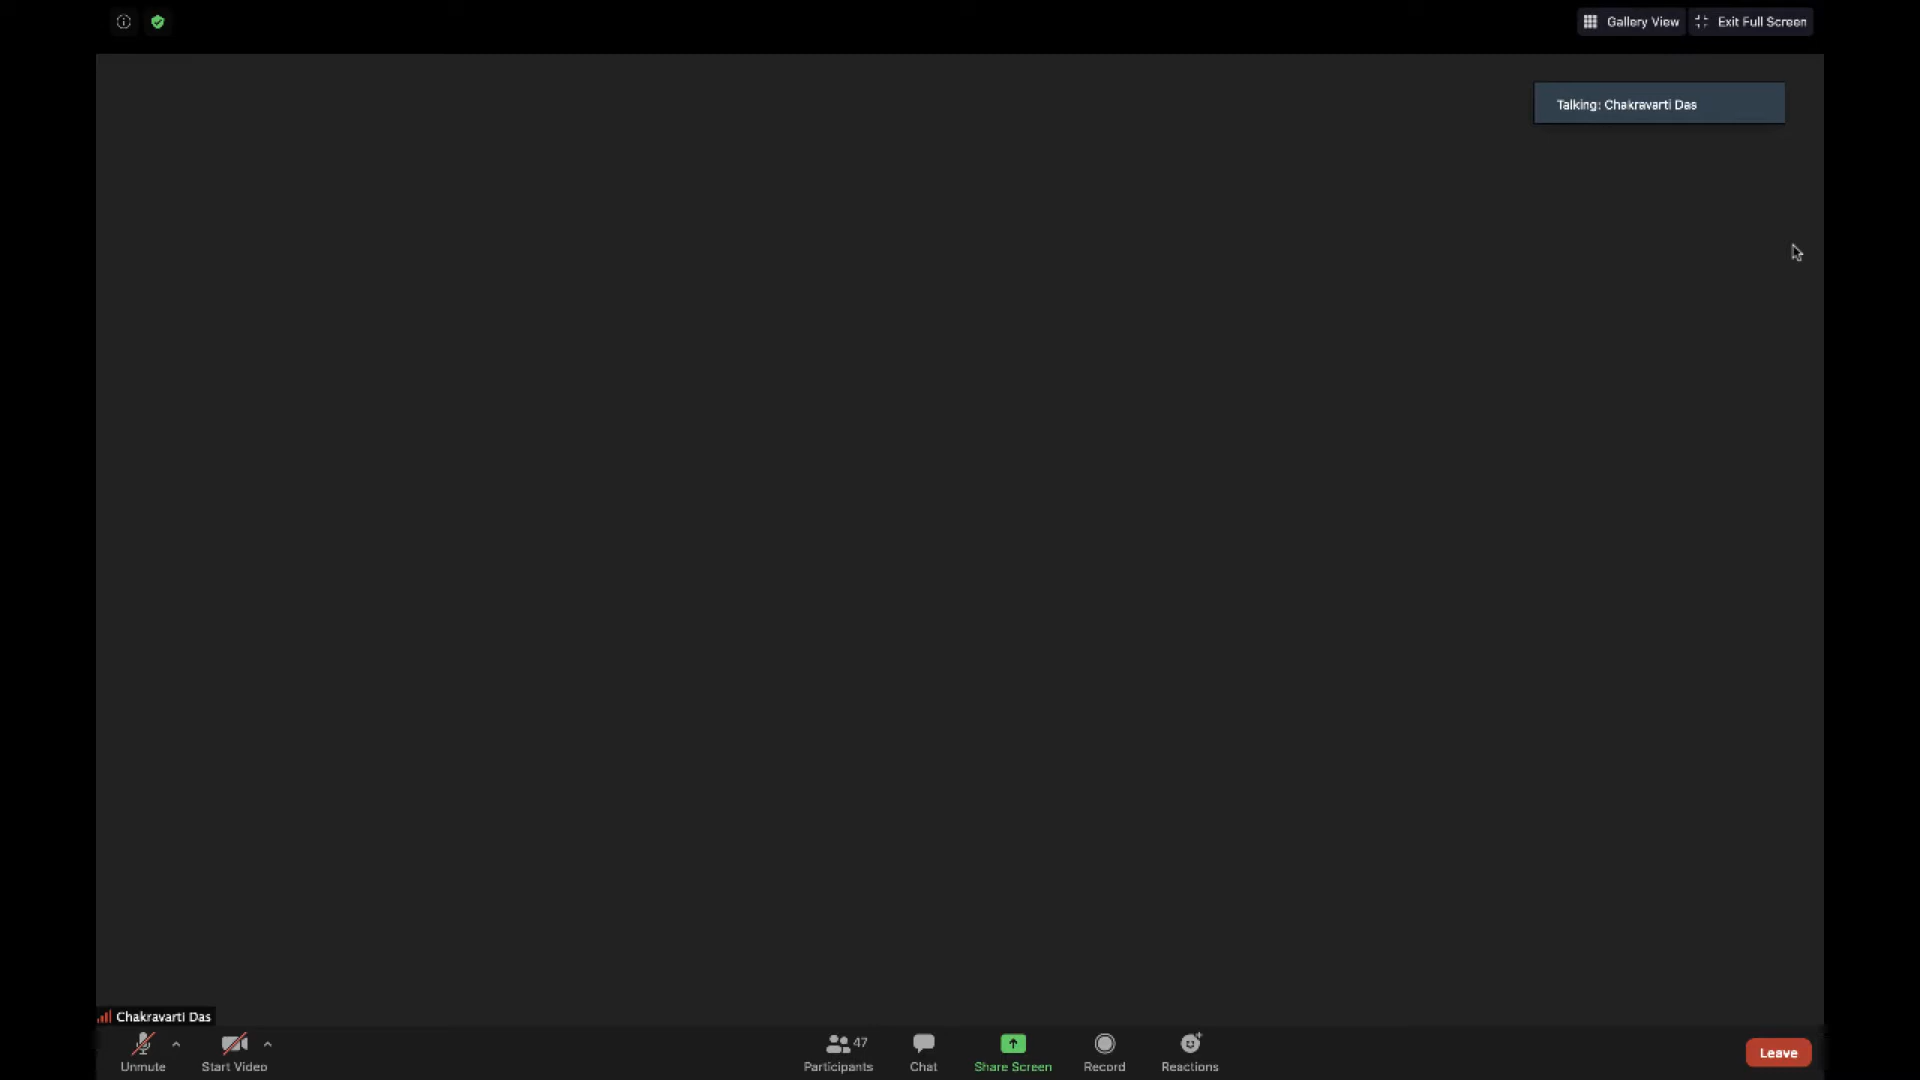 Gallery View
Exit Full Screen
Talking: Chakravarti Das
Chakravarti Das
Unmute
Start Video
47
Participants
Chat
Share Screen
Record
Reactions
Leave